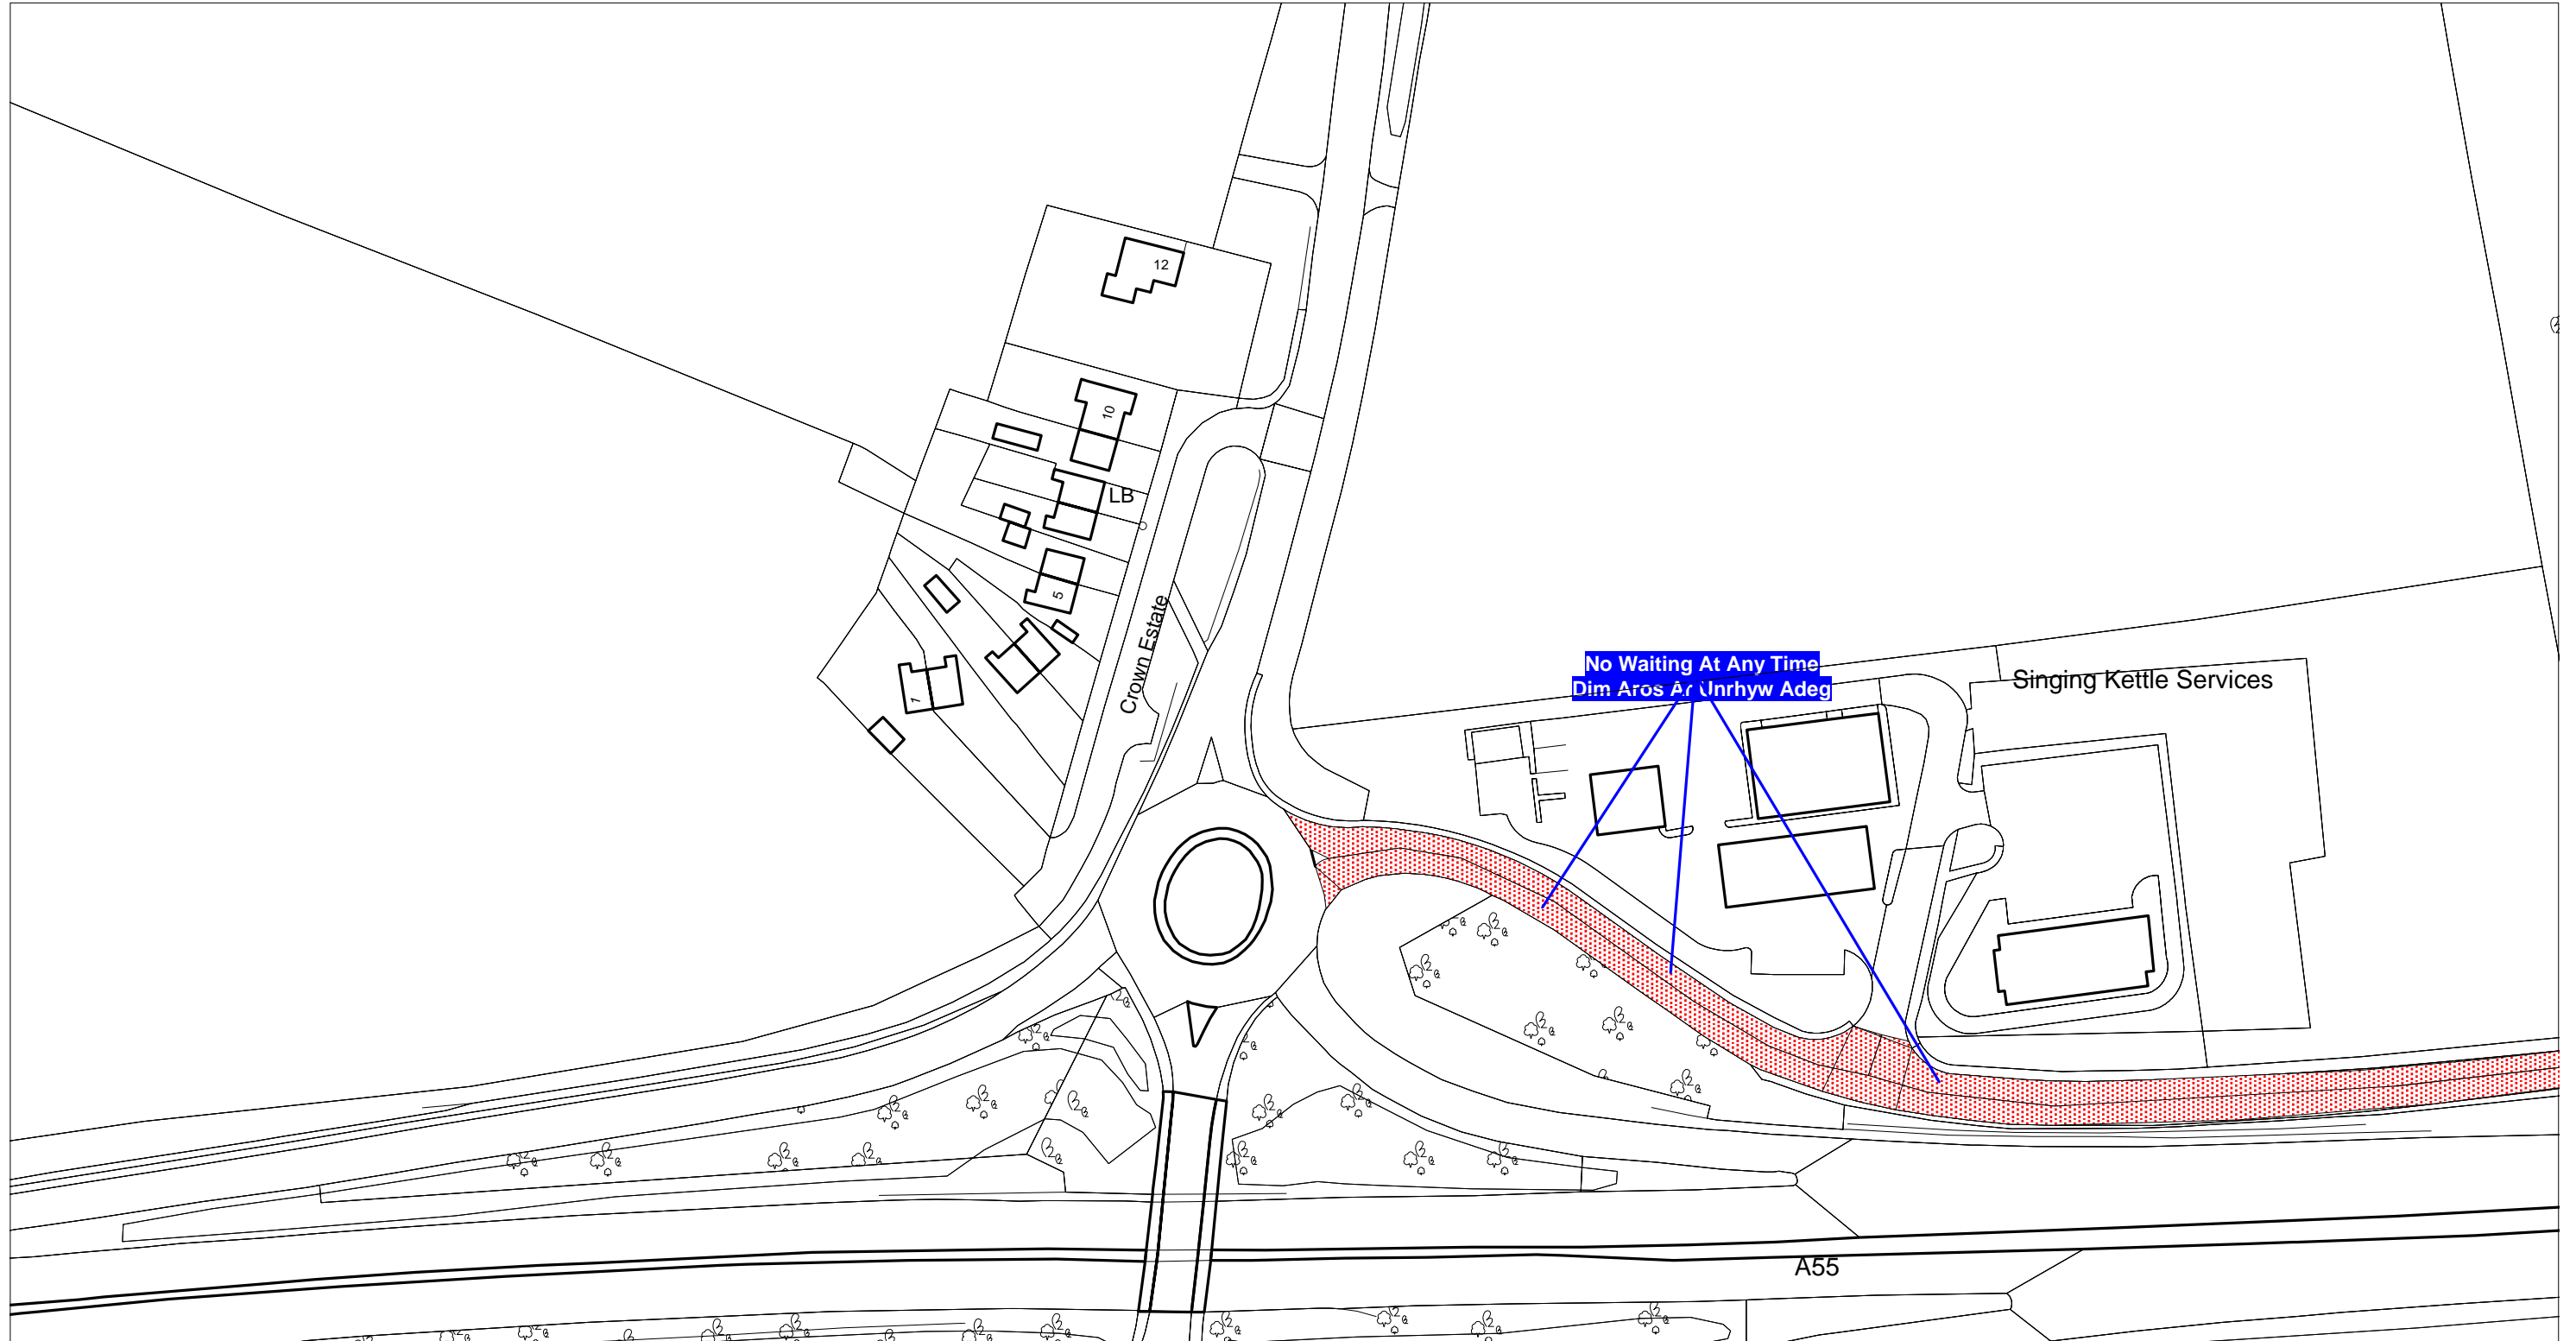 12
10
LB
5
Crown Estate
1
No Waiting At Any Time
Dim Aros Ar Unrhyw Adeg
Singing Kettle Services
A55